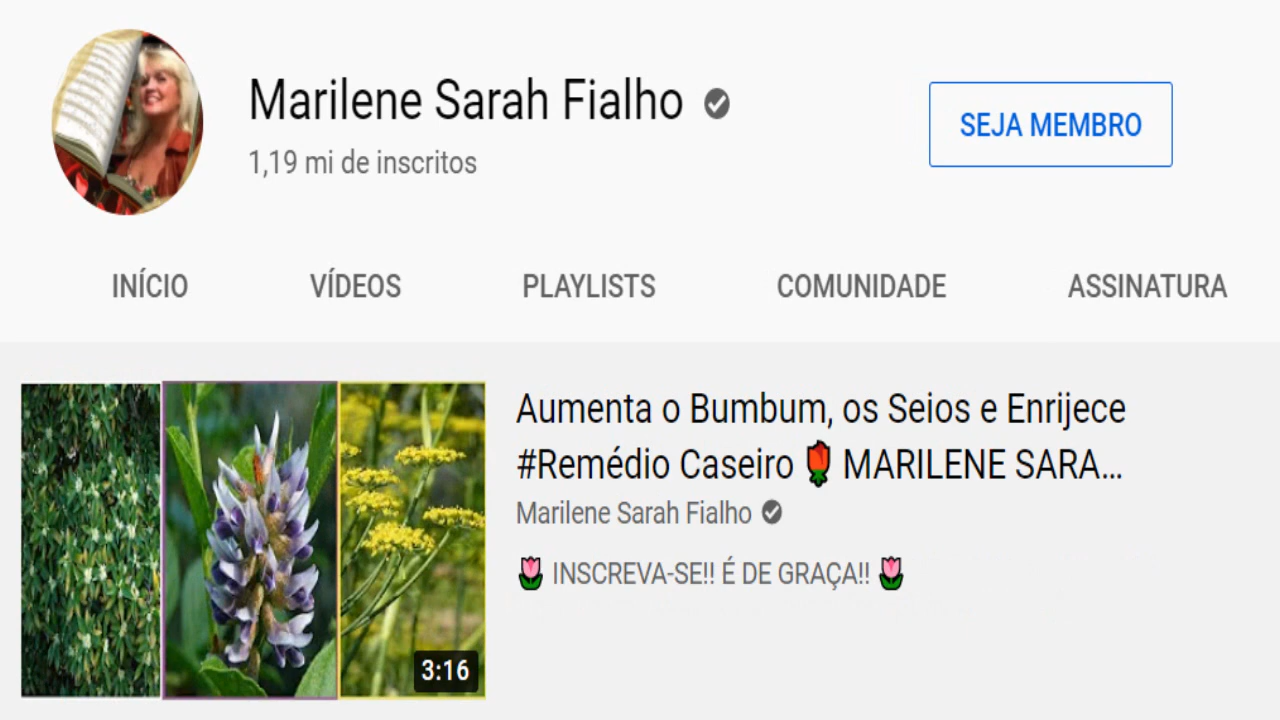 Marilene Sarah Fialho
1,19 mi de inscritos
SEJA MEMBRO
INÍCIO VÍDEOS PLAYLISTS COMUNIDADE ASSINATURA
Aumenta o Bumbum, os Seios e Enrijece
#Remédio Caseiro🌹MARILENE SARA...
Marilene Sarah Fialho
🌷 INSCREVA-SE!! É DE GRAÇA!! 🌷
3:16